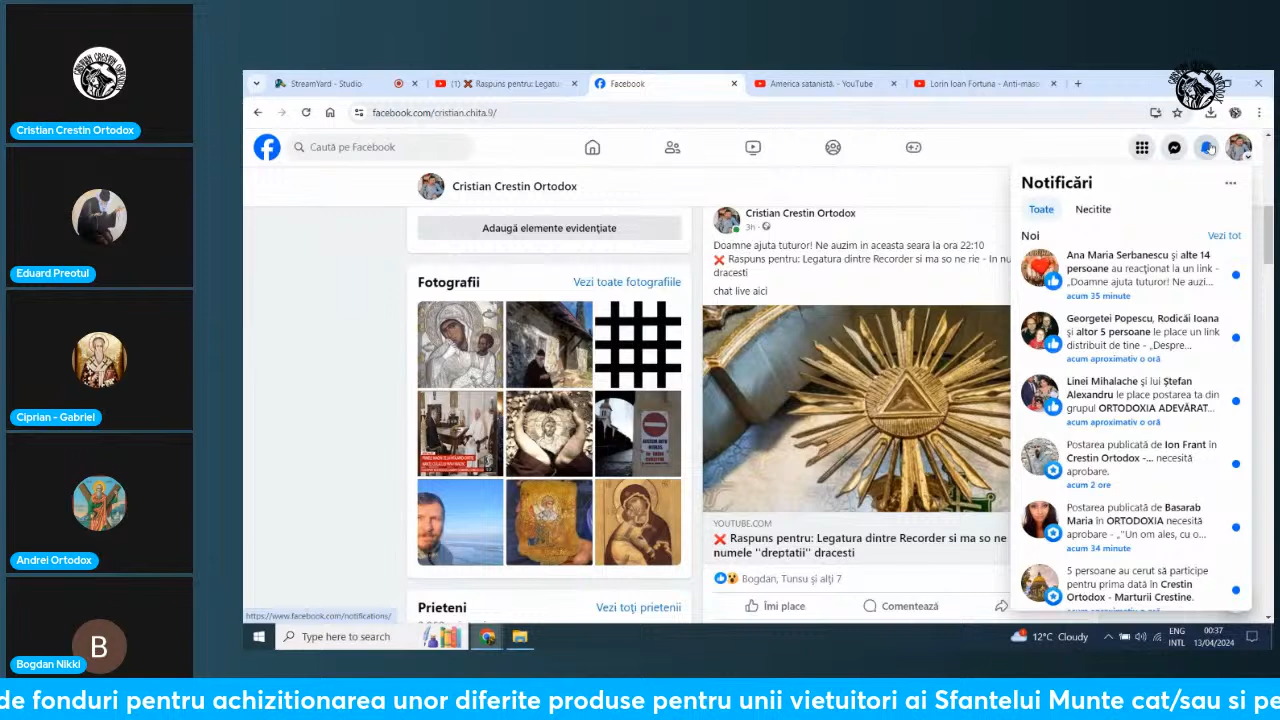 CRISTIAN CRESTIN ORTODOX
Cristian Crestin Ortodox
Eduard Preotul
Ciprian - Gabriel
Andrei Ortodox
B
Bogdan Nikki
StreamYard - Studio
(1) ❌ Raspuns pentru: Legatu
Facebook
America satanistă. - YouTube
Lorin Ioan Fortuna - Anti-maso
facebook.com/cristian.chita.9/
Caută pe Facebook
Cristian Crestin Ortodox
Adaugă elemente evidențiate
Fotografii
Vezi toate fotografiile
Prieteni
Vezi toți prietenii
Cristian Crestin Ortodox
3h ·
Doamne ajuta tuturor! Ne auzim in aceasta seara la ora 22:10
❌ Raspuns pentru: Legatura dintre Recorder si ma so ne rie - In nu
dracesti
chat live aici
YOUTUBE.COM
❌ Raspuns pentru: Legatura dintre Recorder si ma so ne
numele ''dreptatii'' dracesti
Bogdan, Tunsu și alți 7
Îmi place
Comentează
Notificări
Toate
Necitite
Noi
Vezi tot
Ana Maria Serbanescu și alte 14
persoane au reacționat la un link -
„Doamne ajuta tuturor! Ne auzi...
acum 35 minute
Georgetei Popescu, Rodicăi Ioana
și altor 5 persoane le place un link
distribuit de tine - „Despre...
acum aproximativ o oră
Linei Mihalache și lui Ștefan
Alexandru le place postarea ta din
grupul ORTODOXIA ADEVĂRAT...
acum aproximativ o oră
Postarea publicată de Ion Frant în
Crestin Ortodox -... necesită
aprobare.
acum 2 ore
Postarea publicată de Basarab
Maria în ORTODOXIA necesită
aprobare - „"Un om ales, cu o...
acum 34 minute
5 persoane au cerut să participe
pentru prima dată în Crestin
Ortodox - Marturii Crestine.
https://www.facebook.com/notifications/
Type here to search
12°C Cloudy
ENG
INTL
00:37
13/04/2024
de fonduri pentru achizitionarea unor diferite produse pentru unii vietuitori ai Sfantelui Munte cat/sau si pe